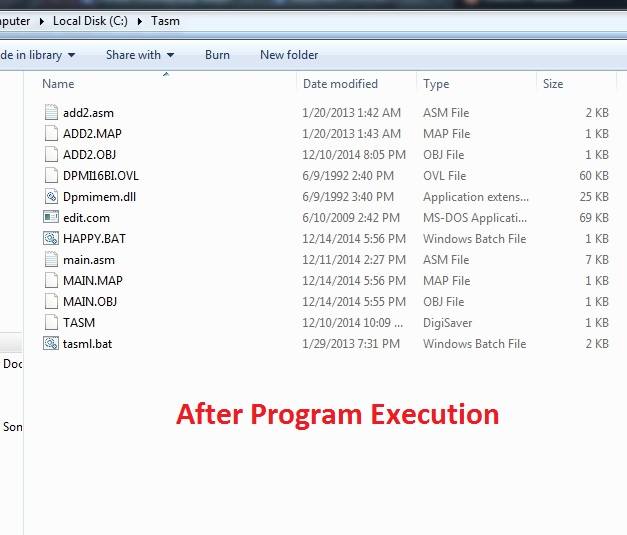 nputer ▸ Local Disk (C:) ▸ Tasm
de in library Share with Burn New folder
Name Date modified Type Size
add2.asm 1/20/2013 1:42 AM ASM File 2 KB
ADD2.MAP 1/20/2013 1:43 AM MAP File 1 KB
ADD2.OBJ 12/10/2014 8:05 PM OBJ File 1 KB
DPMI16BI.OVL 6/9/1992 2:40 PM OVL File 60 KB
Dpmimem.dll 6/9/1992 3:40 PM Application extens... 25 KB
edit.com 6/10/2009 2:42 PM MS-DOS Applicati... 69 KB
HAPPY.BAT 12/14/2014 5:56 PM Windows Batch File 1 KB
main.asm 12/11/2014 2:27 PM ASM File 7 KB
MAIN.MAP 12/14/2014 5:56 PM MAP File 1 KB
MAIN.OBJ 12/14/2014 5:55 PM OBJ File 1 KB
TASM 12/10/2014 10:09 ... DigiSaver 1 KB
tasml.bat 1/29/2013 7:31 PM Windows Batch File 2 KB
Doc
After Program Execution
Son